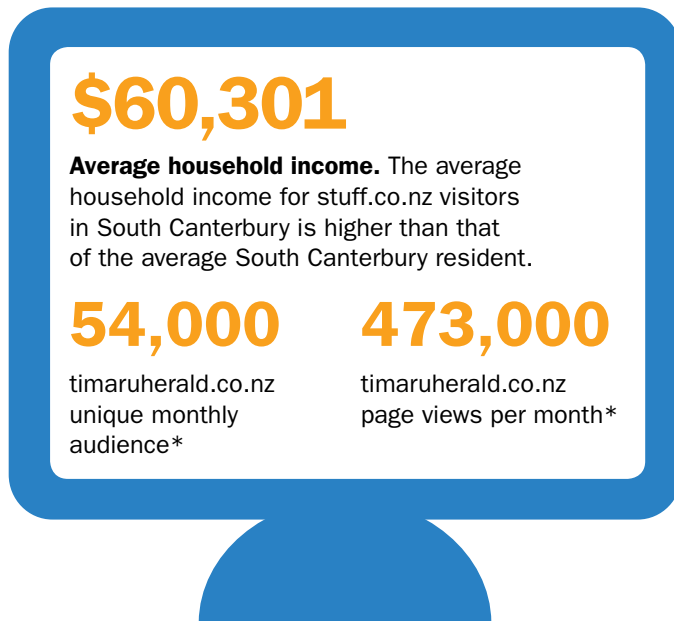 $60,301
Average household income. The average
household income for stuff.co.nz visitors
in South Canterbury is higher than that
of the average South Canterbury resident.
54,000
timaruherald.co.nz
unique monthly
audience*
473,000
timaruherald.co.nz
page views per month*